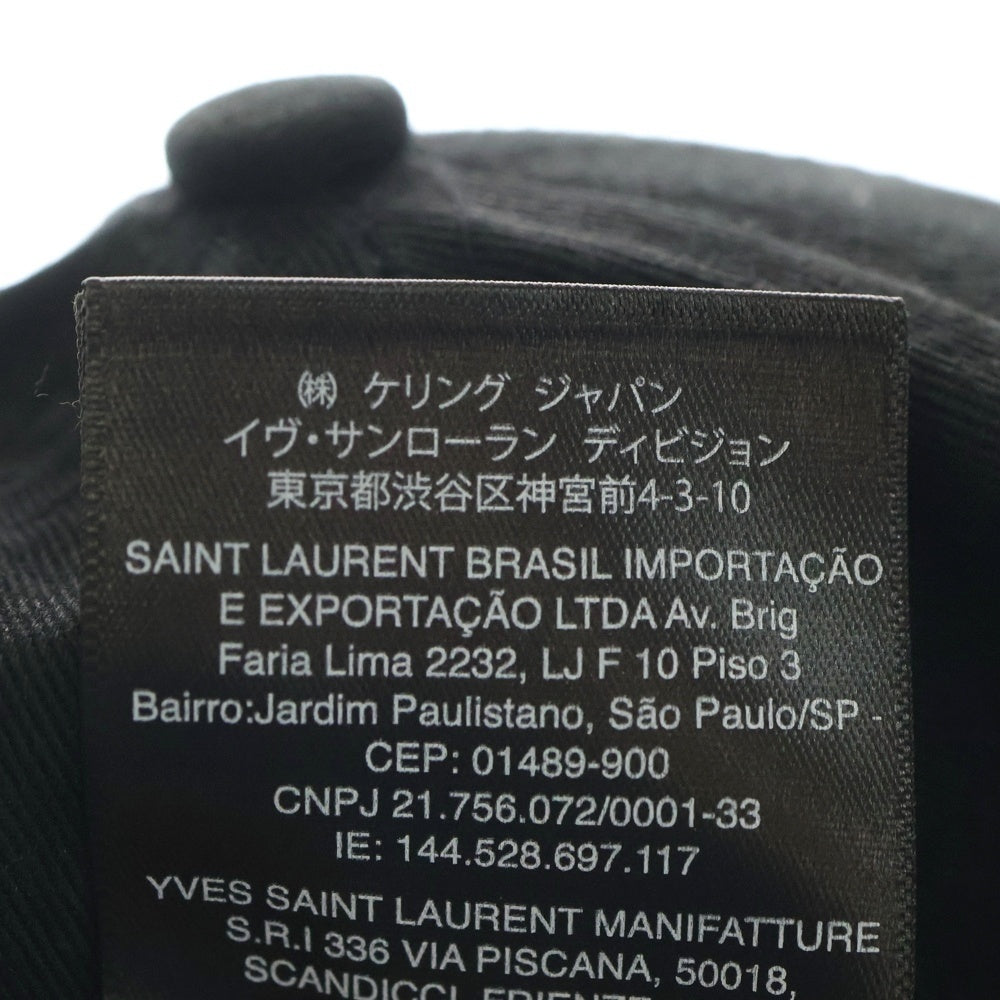 ㈱ ケリング ジャパン
イヴ・サンローラン ディビジョン
東京都渋谷区神宮前4-3-10
SAINT LAURENT BRASIL IMPORTAÇÃO
E EXPORTAÇÃO LTDA Av. Brig
Faria Lima 2232, LJ F 10 Piso 3
Bairro:Jardim Paulistano, São Paulo/SP -
CEP: 01489-900
CNPJ 21.756.072/0001-33
IE: 144.528.697.117
YVES SAINT LAURENT MANIFATTURE
S.R.I 336 VIA PISCANA, 50018,
SCANDICCI, FRIENZE